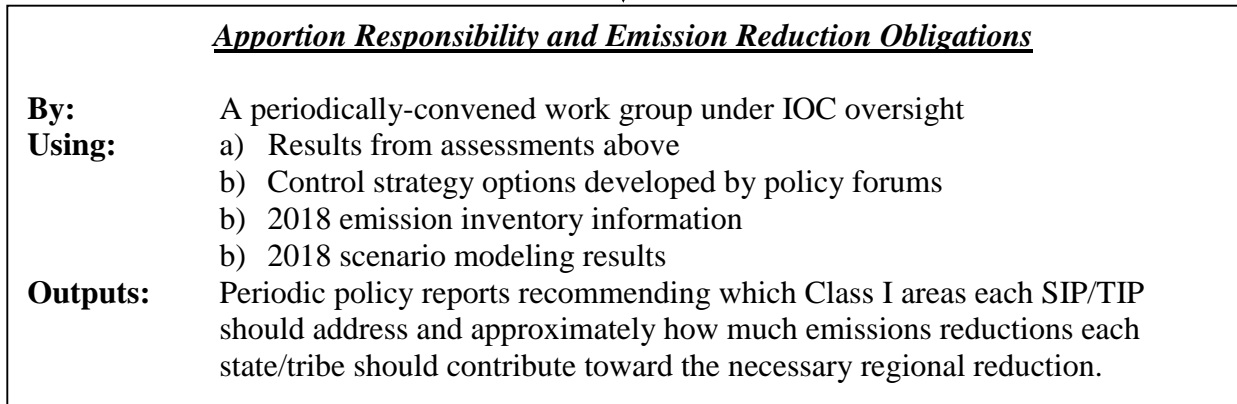 Apportion Responsibility and Emission Reduction Obligations
By: A periodically-convened work group under IOC oversight
Using: a) Results from assessments above
b) Control strategy options developed by policy forums
b) 2018 emission inventory information
b) 2018 scenario modeling results
Outputs: Periodic policy reports recommending which Class I areas each SIP/TIP
should address and approximately how much emissions reductions each
state/tribe should contribute toward the necessary regional reduction.